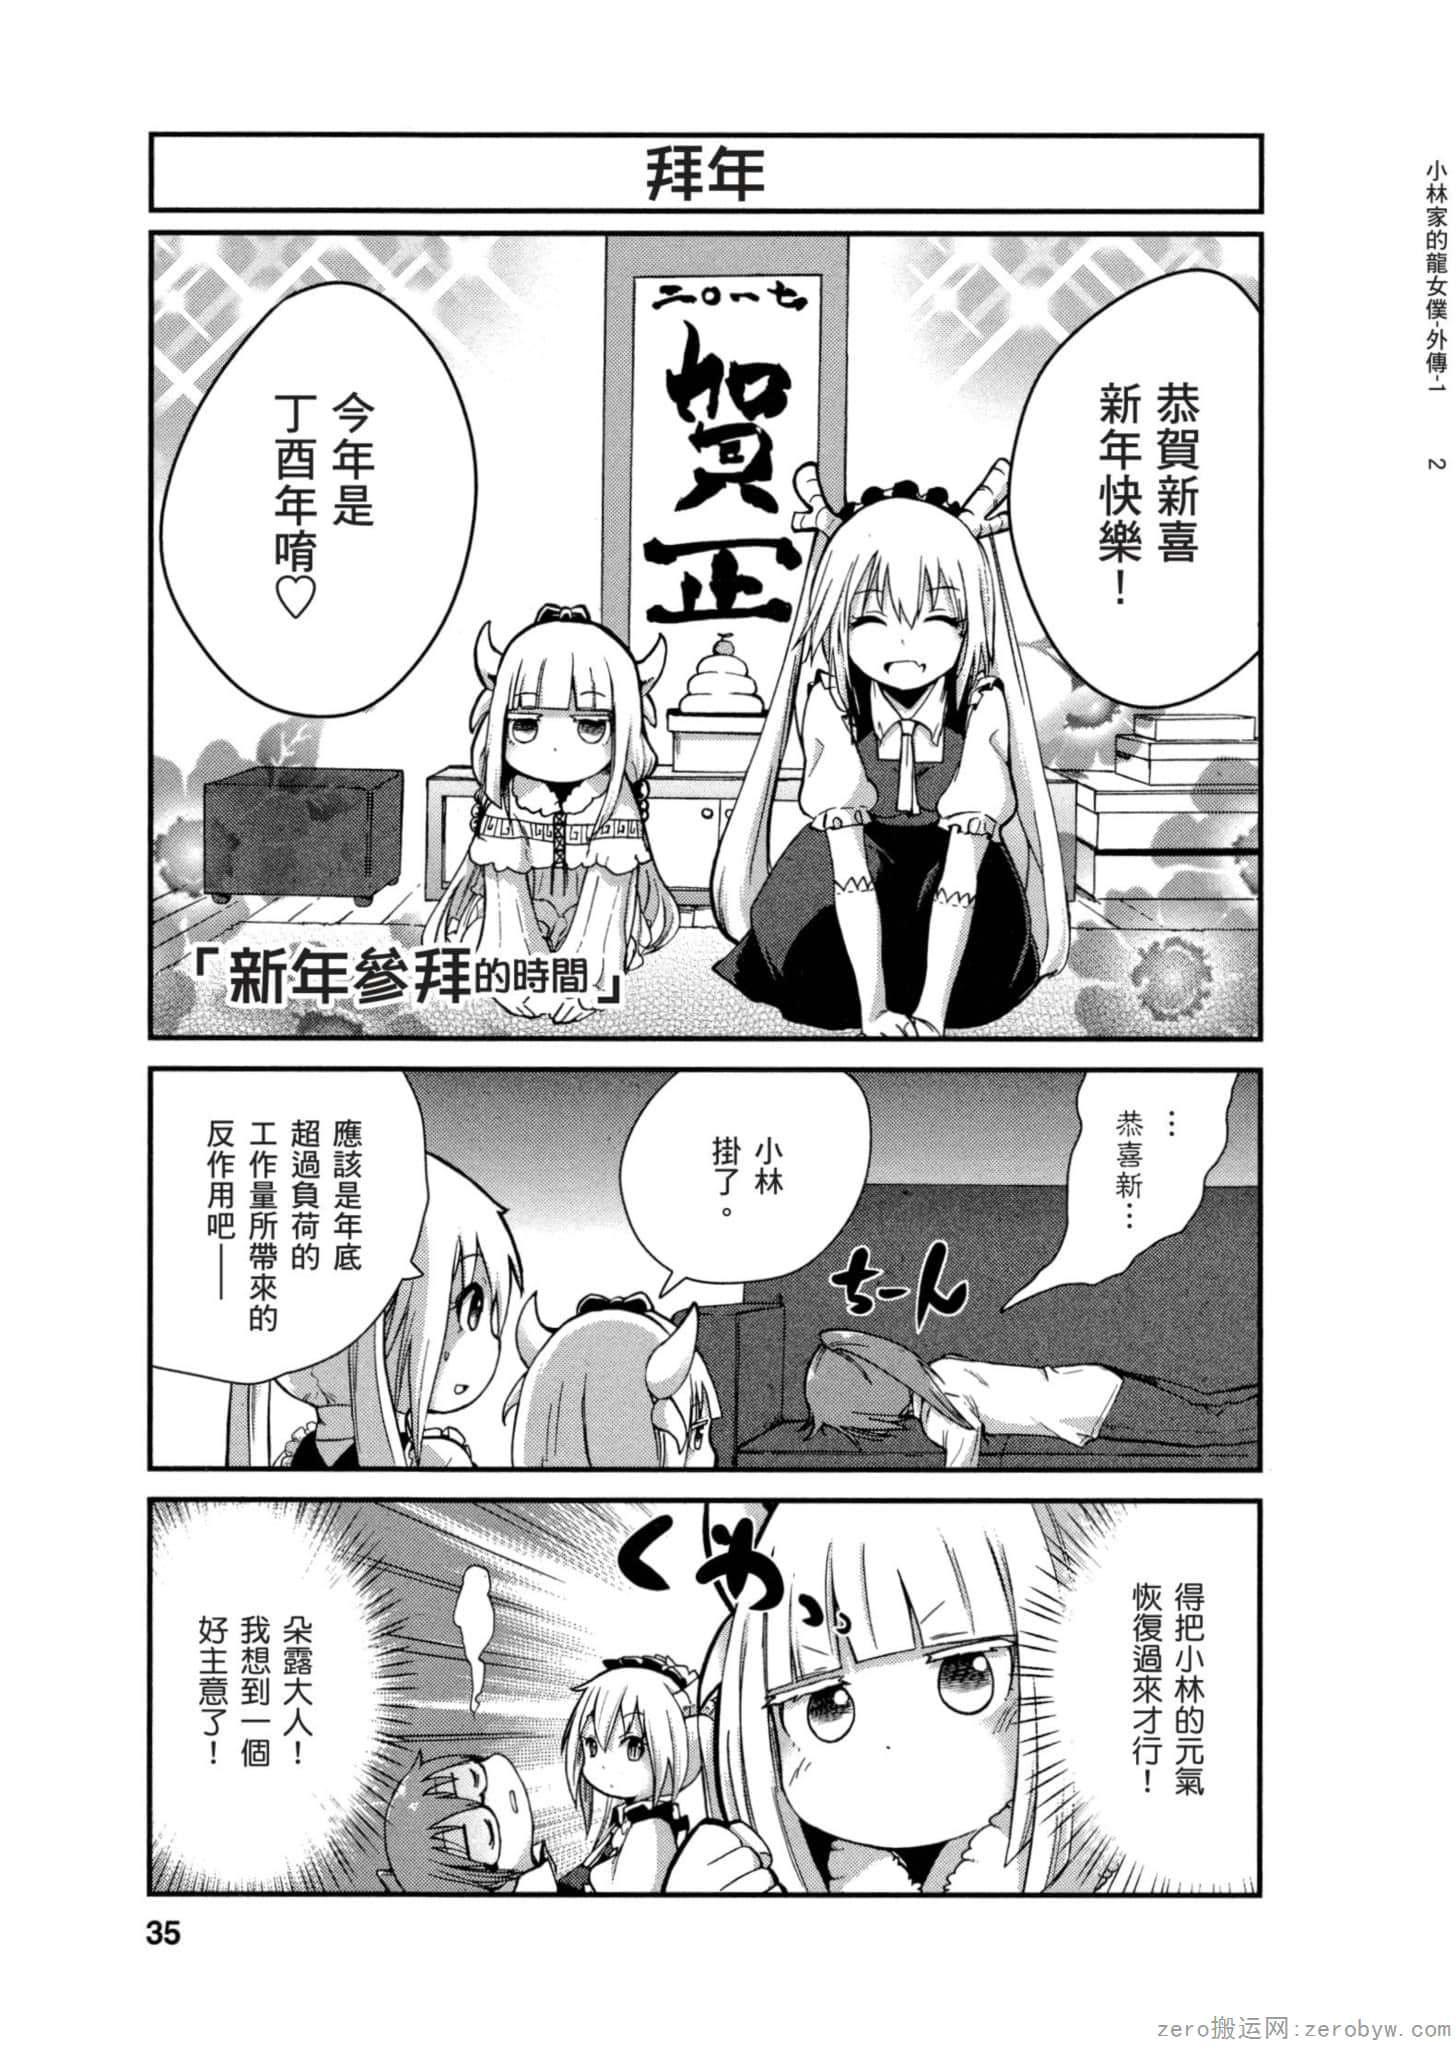 拜年
小林家的龍女僕-外傳-1 2
恭賀新喜
新年快樂！
二〇一七
賀正
今年是
丁酉年唷♡
「新年參拜的時間」
…
恭喜新…
ちーん
小林
掛了。
應該是年底
超過負荷的
工作量所帶來的
反作用吧——
得把小林的元氣
恢復過來才行！
くわっ。
朵露大人！
我想到一個
好主意了！
35
zero搬运网:zerobyw.com